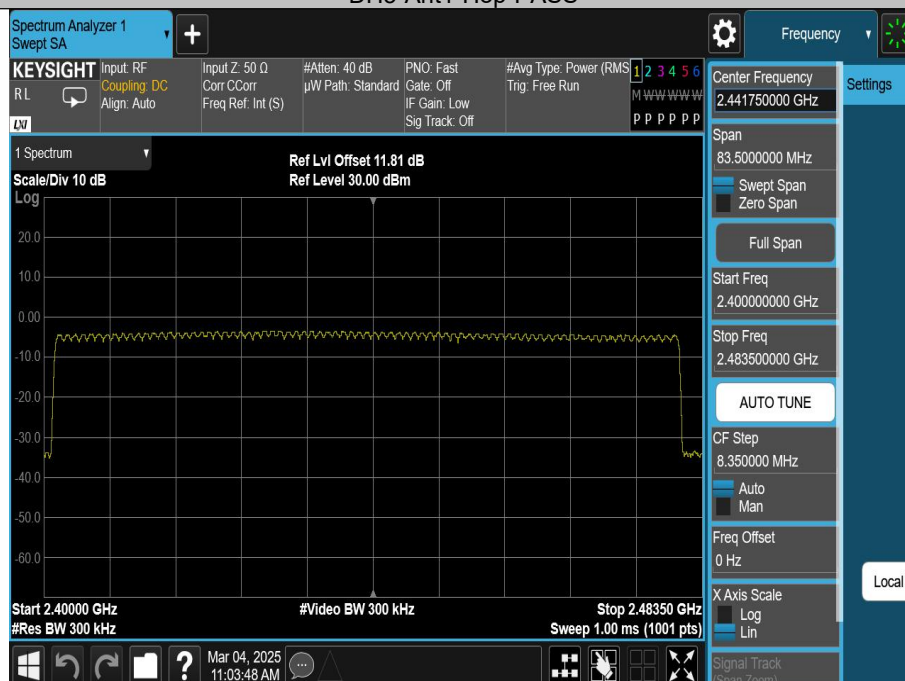 Spectrum Analyzer 1
Swept SA
Frequency
KEYSIGHT
RL
LXI
Input: RF
Coupling: DC
Align: Auto
Input Z: 50 Ω
Corr CCorr
Freq Ref: Int (S)
#Atten: 40 dB
µW Path: Standard
PNO: Fast
Gate: Off
IF Gain: Low
Sig Track: Off
#Avg Type: Power (RMS
Trig: Free Run
1 2 3 4 5 6
M W W W W W
P P P P P P
1 Spectrum
Scale/Div 10 dB
Log
Ref Lvl Offset 11.81 dB
Ref Level 30.00 dBm
20.0
10.0
0.00
-10.0
-20.0
-30.0
-40.0
-50.0
-60.0
Start 2.40000 GHz
#Res BW 300 kHz
#Video BW 300 kHz
Stop 2.48350 GHz
Sweep 1.00 ms (1001 pts)
Center Frequency
2.441750000 GHz
Settings
Span
83.5000000 MHz
Swept Span
Zero Span
Full Span
Start Freq
2.400000000 GHz
Stop Freq
2.483500000 GHz
AUTO TUNE
CF Step
8.350000 MHz
Auto
Man
Freq Offset
0 Hz
Local
X Axis Scale
Log
Lin
Signal Track
(Span Zoom)
?
Mar 04, 2025
11:03:48 AM